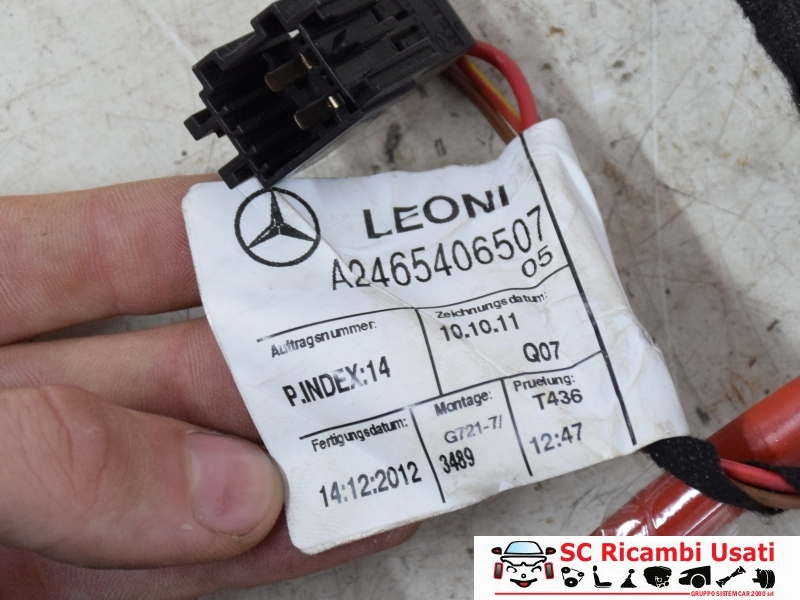 LEONI
A2465406507
05
Auftragsnummer:
P.INDEX:14
Zeichnungsdatum:
10.10.11
Q07
Fertigungsdatum:
14:12:2012
Montage:
G721-7/
3489
Pruefung:
T436
12:47
SC Ricambi Usati
GRUPPO SISTEMCAR 2000 srl